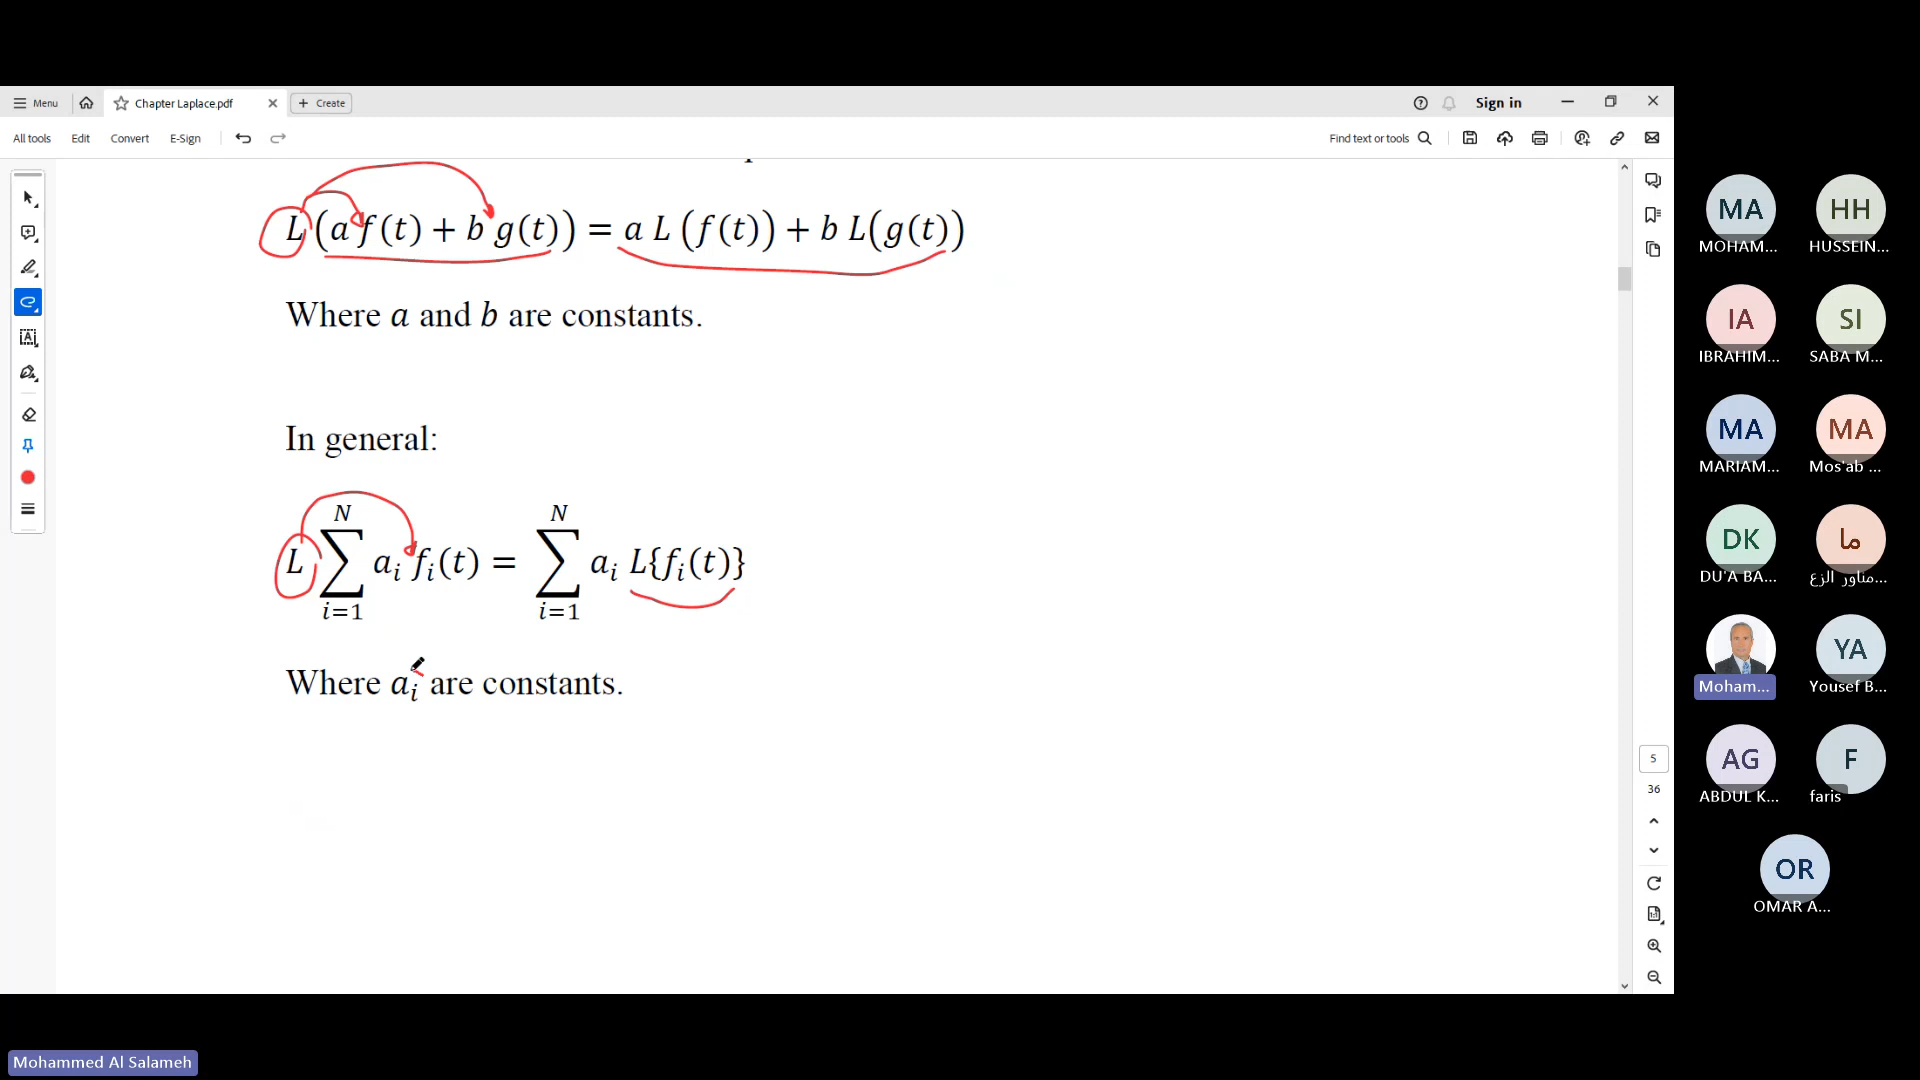 Menu
Chapter Laplace.pdf
Create
Sign in
All tools
Edit
Convert
E-Sign
Find text or tools
L (a f(t) + b g(t)) = a L (f(t)) + b L(g(t))
Where a and b are constants.
In general:
L ∑_{i=1}^{N} a_i f_i(t) = ∑_{i=1}^{N} a_i L{f_i(t)}
Where a_i are constants.
5
36
MA
MOHAM...
HH
HUSSEIN...
IA
IBRAHIM...
SI
SABA M...
MA
MARIAM...
MA
Mos'ab ...
DK
DU'A BA...
ما
مناور الزع...
Moham...
YA
Yousef B...
AG
ABDUL K...
F
faris
OR
OMAR A...
Mohammed Al Salameh